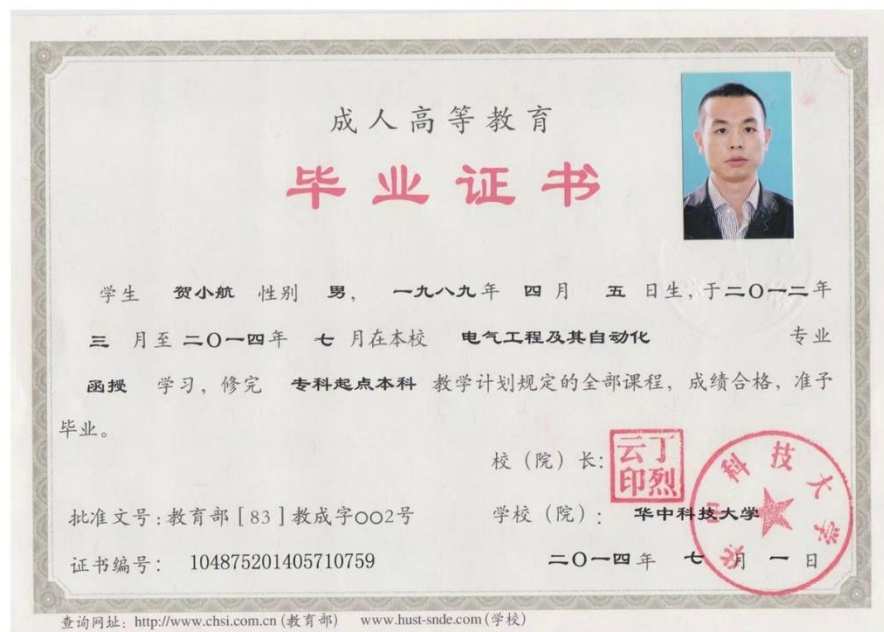 成人高等教育
毕业证书
学生 贺小航 性别 男, 一九八九年 四月 五日生,于二〇一二年
三 月至二〇一四年 七月在本校 电气工程及其自动化 专业
函授 学习,修完 专科起点本科 教学计划规定的全部课程,成绩合格,准予
毕业。
校(院)长:
云丁
印烈
批准文号:教育部[83]教成字002号
学校(院): 华中科技大学
证书编号: 104875201405710759
二〇一四年 七月 一日
华中科技大学
查询网址:http://www.chsi.com.cn(教育部) www.hust-snde.com(学校)